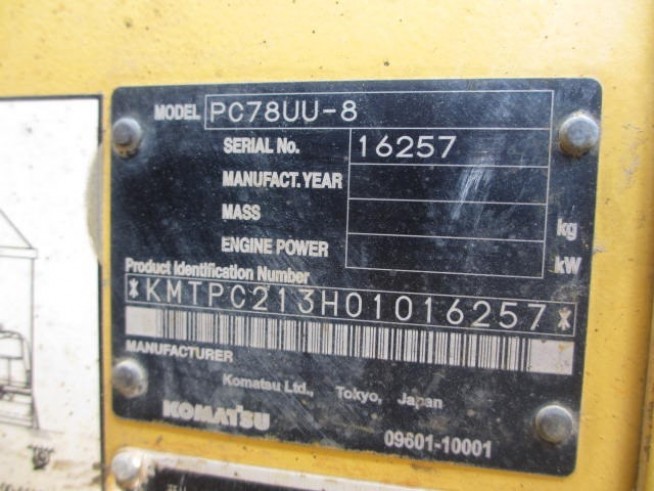 MODEL PC78UU-8
SERIAL No. 16257
MANUFACT. YEAR
MASS kg
ENGINE POWER kW
Product Identification Number
*KMTPC213H01016257*
MANUFACTURER
Komatsu Ltd., Tokyo, Japan
KOMATSU
09601-10001